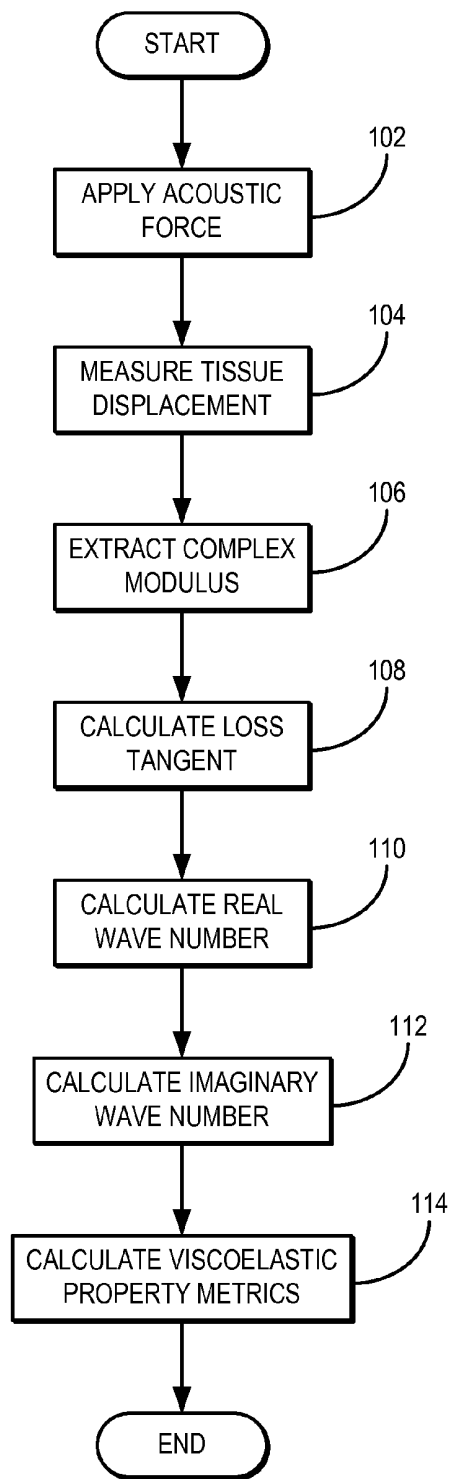 START
102
APPLY ACOUSTIC
FORCE
104
MEASURE TISSUE
DISPLACEMENT
106
EXTRACT COMPLEX
MODULUS
108
CALCULATE LOSS
TANGENT
110
CALCULATE REAL
WAVE NUMBER
112
CALCULATE IMAGINARY
WAVE NUMBER
114
CALCULATE VISCOELASTIC
PROPERTY METRICS
END